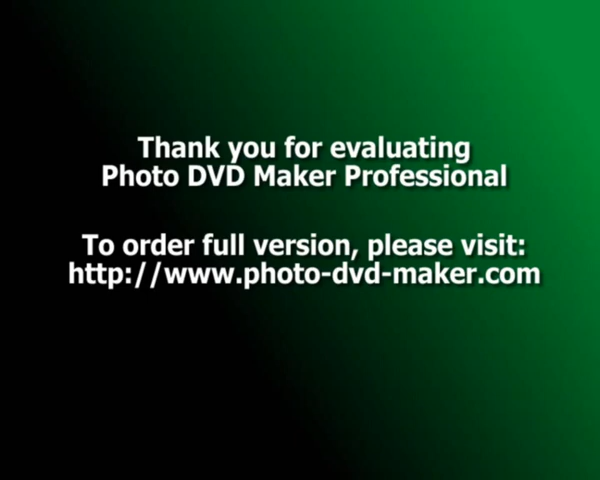 Thank you for evaluating
Photo DVD Maker Professional
To order full version, please visit:
http://www.photo-dvd-maker.com